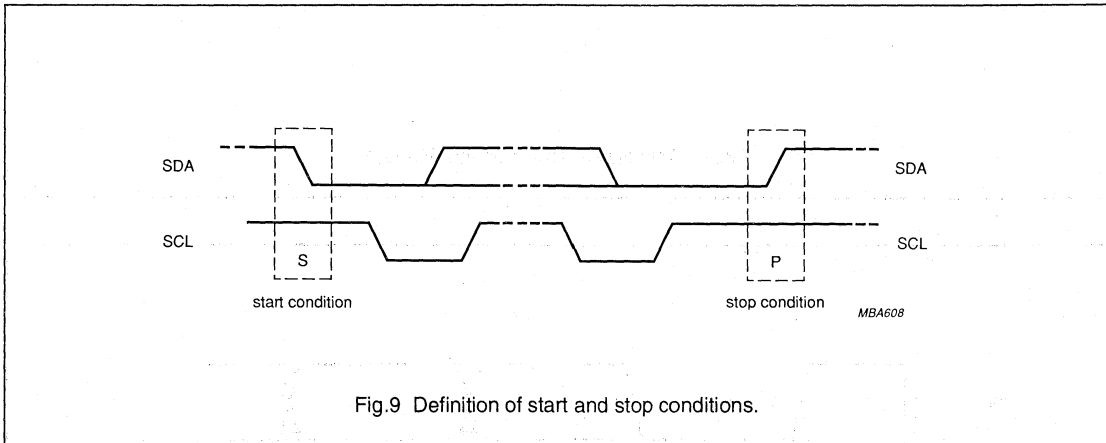 SDA
SDA
SCL
SCL
S
P
start condition
stop condition
MBA608
Fig.9 Definition of start and stop conditions.